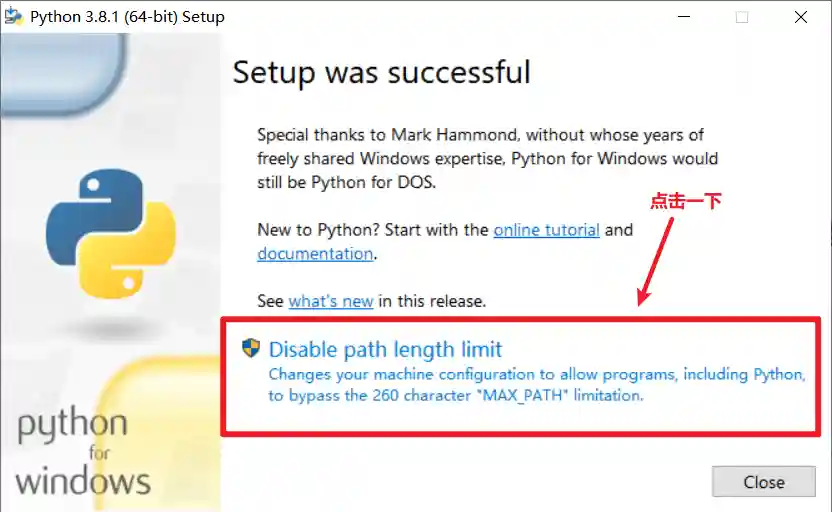 Python 3.8.1 (64-bit) Setup
Setup was successful
Special thanks to Mark Hammond, without whose years of
freely shared Windows expertise, Python for Windows would
still be Python for DOS.
点击一下
New to Python? Start with the online tutorial and
documentation.
See what's new in this release.
Disable path length limit
Changes your machine configuration to allow programs, including Python,
to bypass the 260 character "MAX_PATH" limitation.
python
for
windows
Close